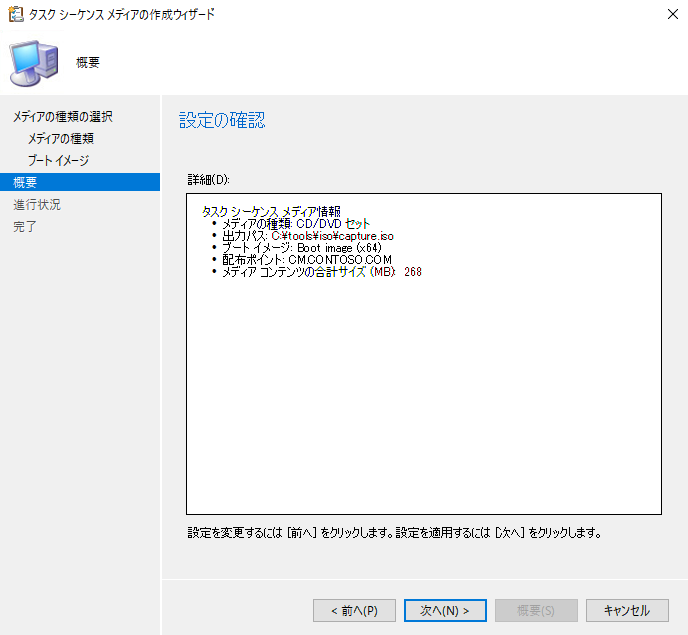 タスク シーケンス メディアの作成ウィザード
概要
メディアの種類の選択
メディアの種類
ブート イメージ
概要
進行状況
完了
設定の確認
詳細(D):
タスク シーケンス メディア情報
• メディアの種類: CD/DVD セット
• 出力パス: C:¥tools¥iso¥capture.iso
• ブート イメージ: Boot image (x64)
• 配布ポイント: CM.CONTOSO.COM
• メディア コンテンツの合計サイズ (MB): 268
設定を変更するには [前へ] をクリックします。設定を適用するには [次へ] をクリックします。
< 前へ(P)
次へ(N) >
概要(S)
キャンセル